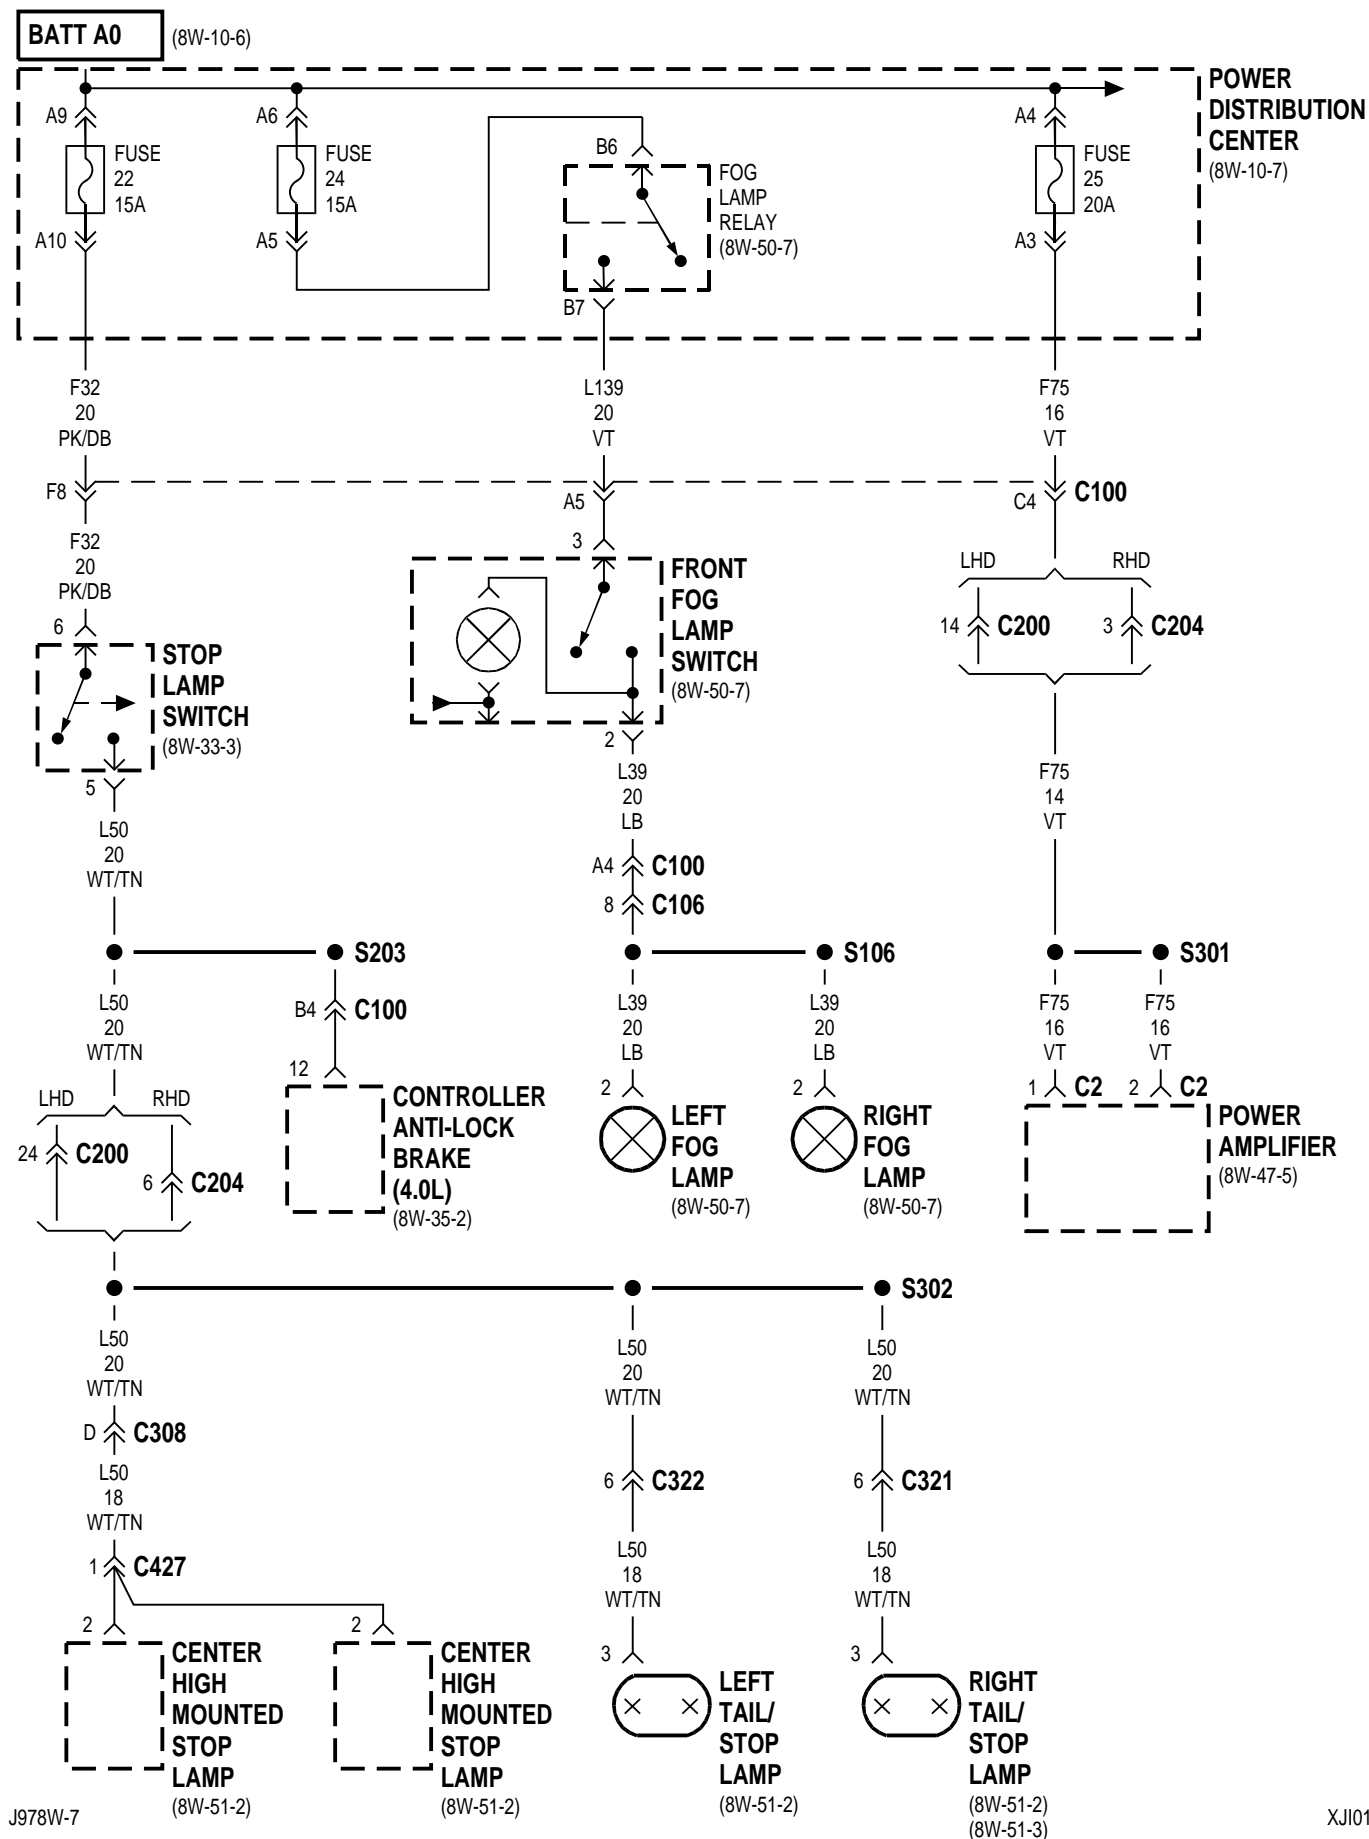 BATT A0 (8W-10-6)
POWER
DISTRIBUTION
CENTER
(8W-10-7)
A9
FUSE
22
15A
A10
A6
FUSE
24
15A
A5
B6
FOG
LAMP
RELAY
(8W-50-7)
B7
A4
FUSE
25
20A
A3
F32
20
PK/DB
L139
20
VT
F75
16
VT
F8
A5
C4 C100
F32
20
PK/DB
6
STOP
LAMP
SWITCH
(8W-33-3)
5
3
FRONT
FOG
LAMP
SWITCH
(8W-50-7)
2
LHD RHD
14 C200
3 C204
L50
20
WT/TN
L39
20
LB
A4 C100
8 C106
F75
14
VT
S203
S106
S301
L50
20
WT/TN
B4 C100
12
CONTROLLER
ANTI-LOCK
BRAKE
(4.0L)
(8W-35-2)
L39
20
LB
2
LEFT
FOG
LAMP
(8W-50-7)
L39
20
LB
2
RIGHT
FOG
LAMP
(8W-50-7)
F75
16
VT
1 C2
F75
16
VT
2 C2
POWER
AMPLIFIER
(8W-47-5)
LHD RHD
24 C200
6 C204
S302
L50
20
WT/TN
D C308
L50
18
WT/TN
1 C427
2
CENTER
HIGH
MOUNTED
STOP
LAMP
(8W-51-2)
2
CENTER
HIGH
MOUNTED
STOP
LAMP
(8W-51-2)
L50
20
WT/TN
6 C322
L50
18
WT/TN
3
LEFT
TAIL/
STOP
LAMP
(8W-51-2)
L50
20
WT/TN
6 C321
L50
18
WT/TN
3
RIGHT
TAIL/
STOP
LAMP
(8W-51-2)
(8W-51-3)
J978W-7
XJI01